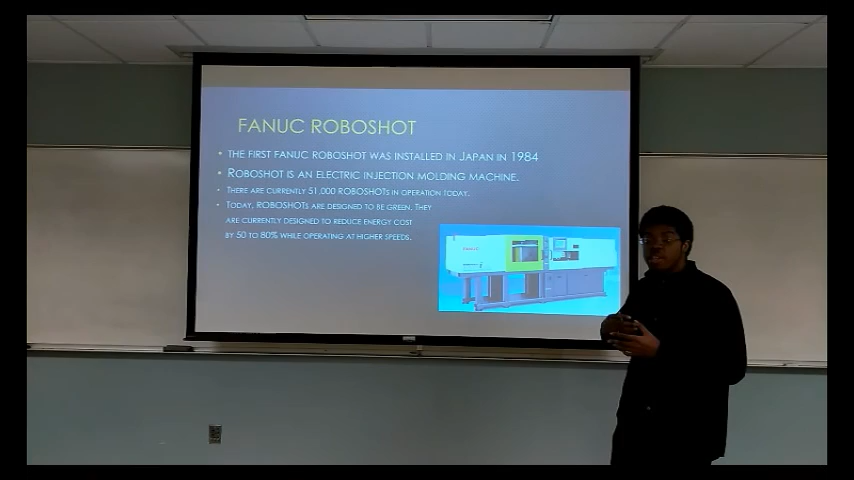 FANUC ROBOSHOT
• THE FIRST FANUC ROBOSHOT WAS INSTALLED IN JAPAN IN 1984
• ROBOSHOT IS AN ELECTRIC INJECTION MOLDING MACHINE.
• THERE ARE CURRENTLY 51,000 ROBOSHOTS IN OPERATION TODAY.
• TODAY, ROBOSHOTS ARE DESIGNED TO BE GREEN. THEY
ARE CURRENTLY DESIGNED TO REDUCE ENERGY COST
BY 50 TO 80% WHILE OPERATING AT HIGHER SPEEDS.